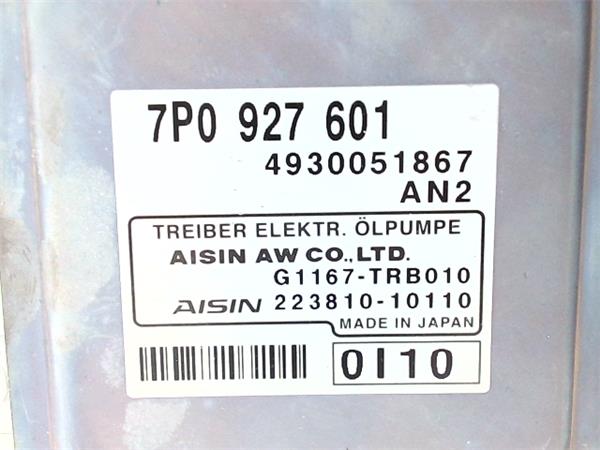 7P0 927 601
4930051867
AN2
TREIBER ELEKTR. ÖLPUMPE
AISIN AW CO.,LTD.
G1167-TRB010
AISIN 223810-10110
MADE IN JAPAN
0I10